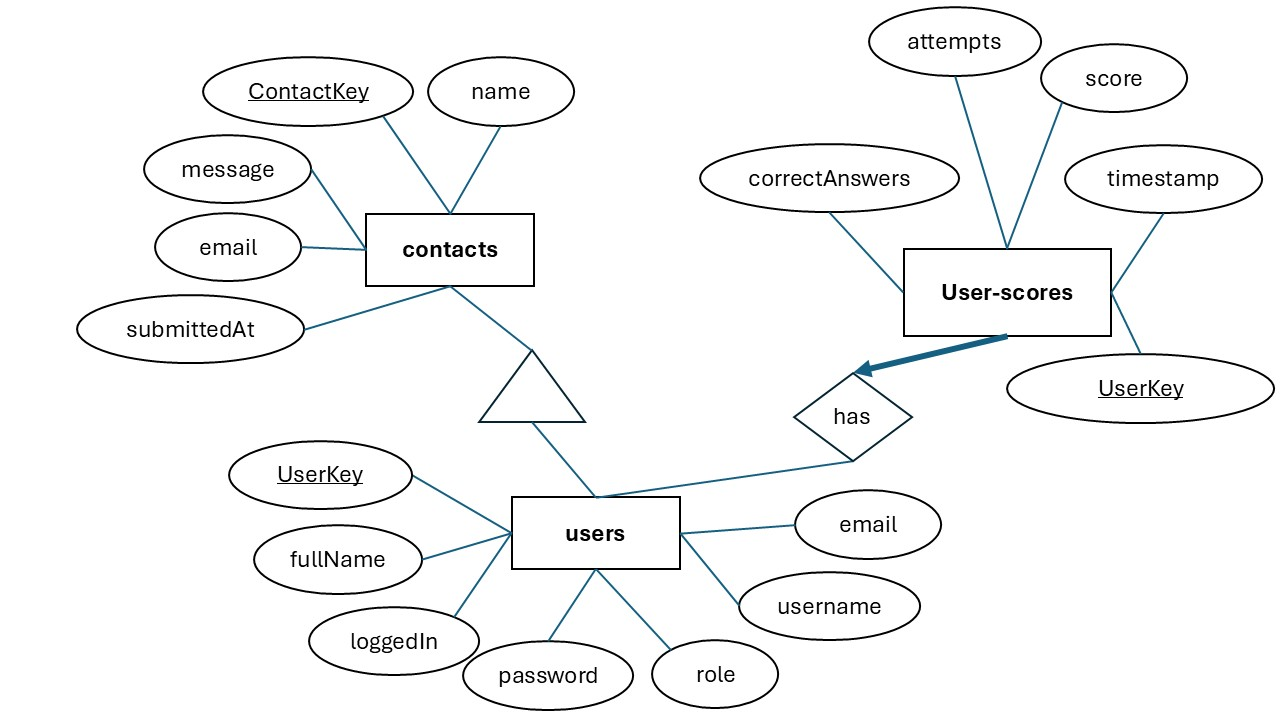 attempts
score
ContactKey
name
message
correctAnswers
timestamp
email
contacts
User-scores
submittedAt
UserKey
has
UserKey
users
email
fullName
username
loggedIn
password
role